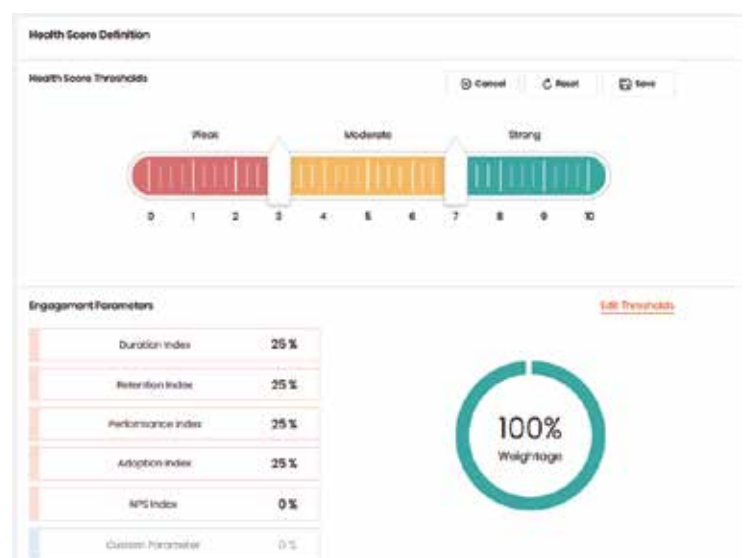 Health Score Definition
Health Score Thresholds
Cancel Reset Save
Weak Moderate Strong
0 1 2 3 4 5 6 7 8 9 10
Engagement Parameters
Edit Thresholds
Duration Index 25 %
Retention Index 25 %
Performance Index 25 %
Adoption Index 25 %
NPS Index 0 %
Custom Parameter 0 %
100%
Weightage